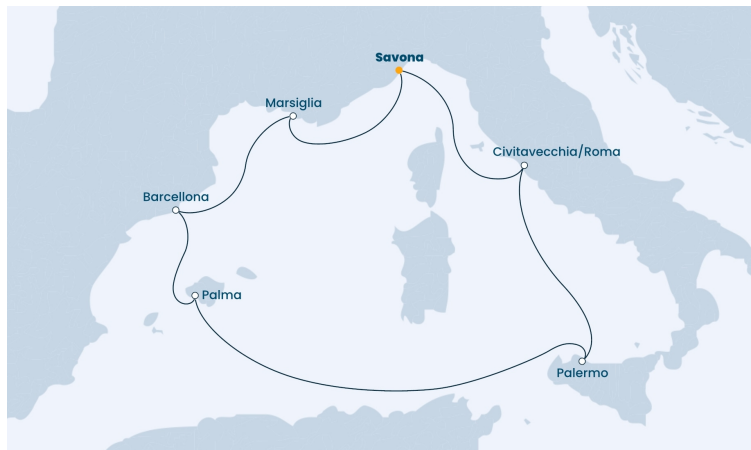 Savona
Marsiglia
Civitavecchia/Roma
Barcellona
Palma
Palermo